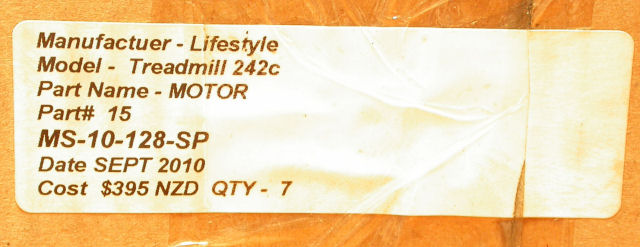 Manufactuer - Lifestyle
Model -  Treadmill 242c
Part Name - MOTOR
Part#  15
MS-10-128-SP
Date SEPT 2010
Cost  $395 NZD  QTY -  7